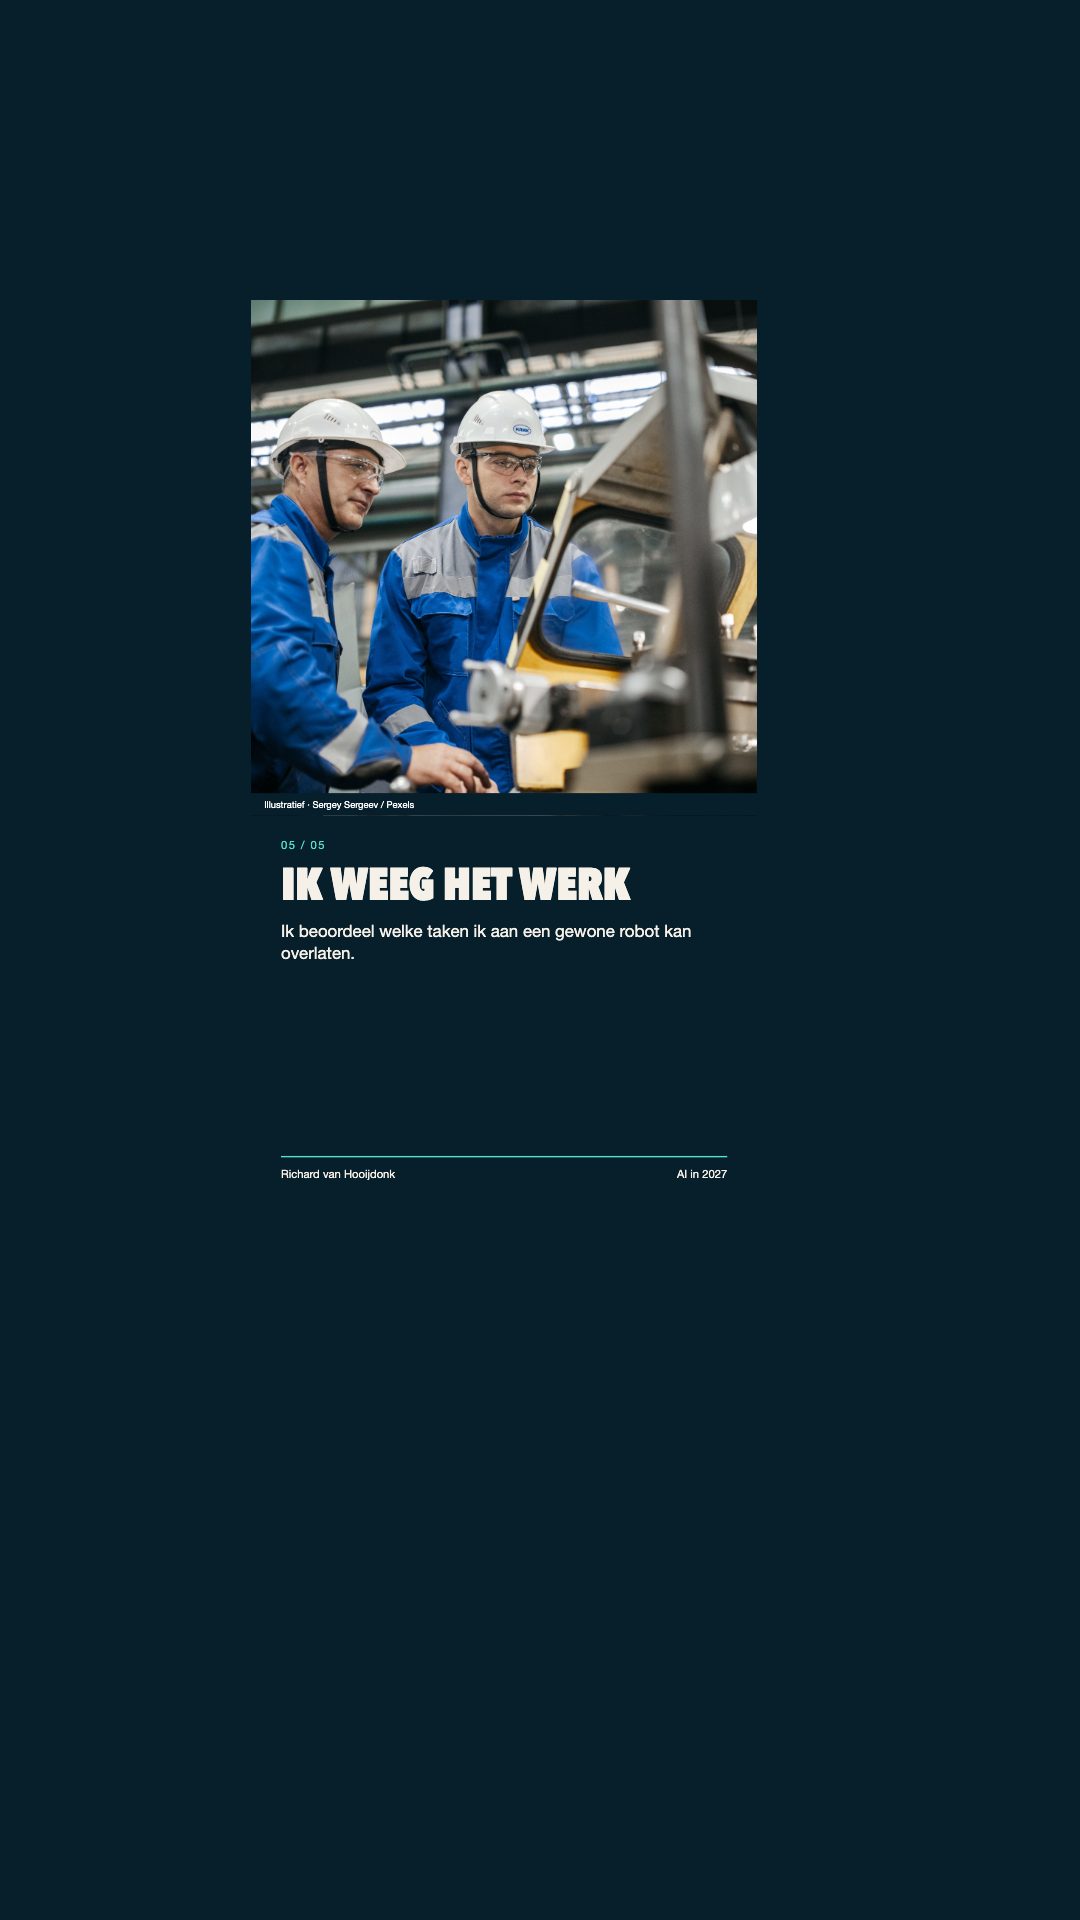 Illustratief · Sergey Sergeev / Pexels
05 / 05
IK WEEG HET WERK
Ik beoordeel welke taken ik aan een gewone robot kan
overlaten.
Richard van Hooijdonk
AI in 2027